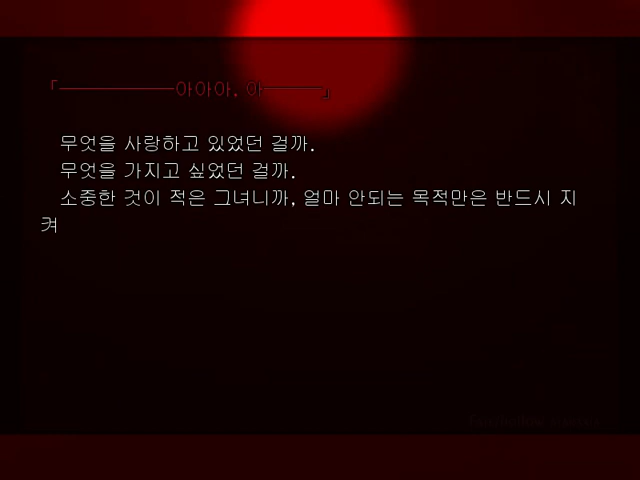 「――――――아아아, 아―――」
무엇을 사랑하고 있었던 걸까.
무엇을 가지고 싶었던 걸까.
소중한 것이 적은 그녀니까, 얼마 안되는 목적만은 반드시 지
켜